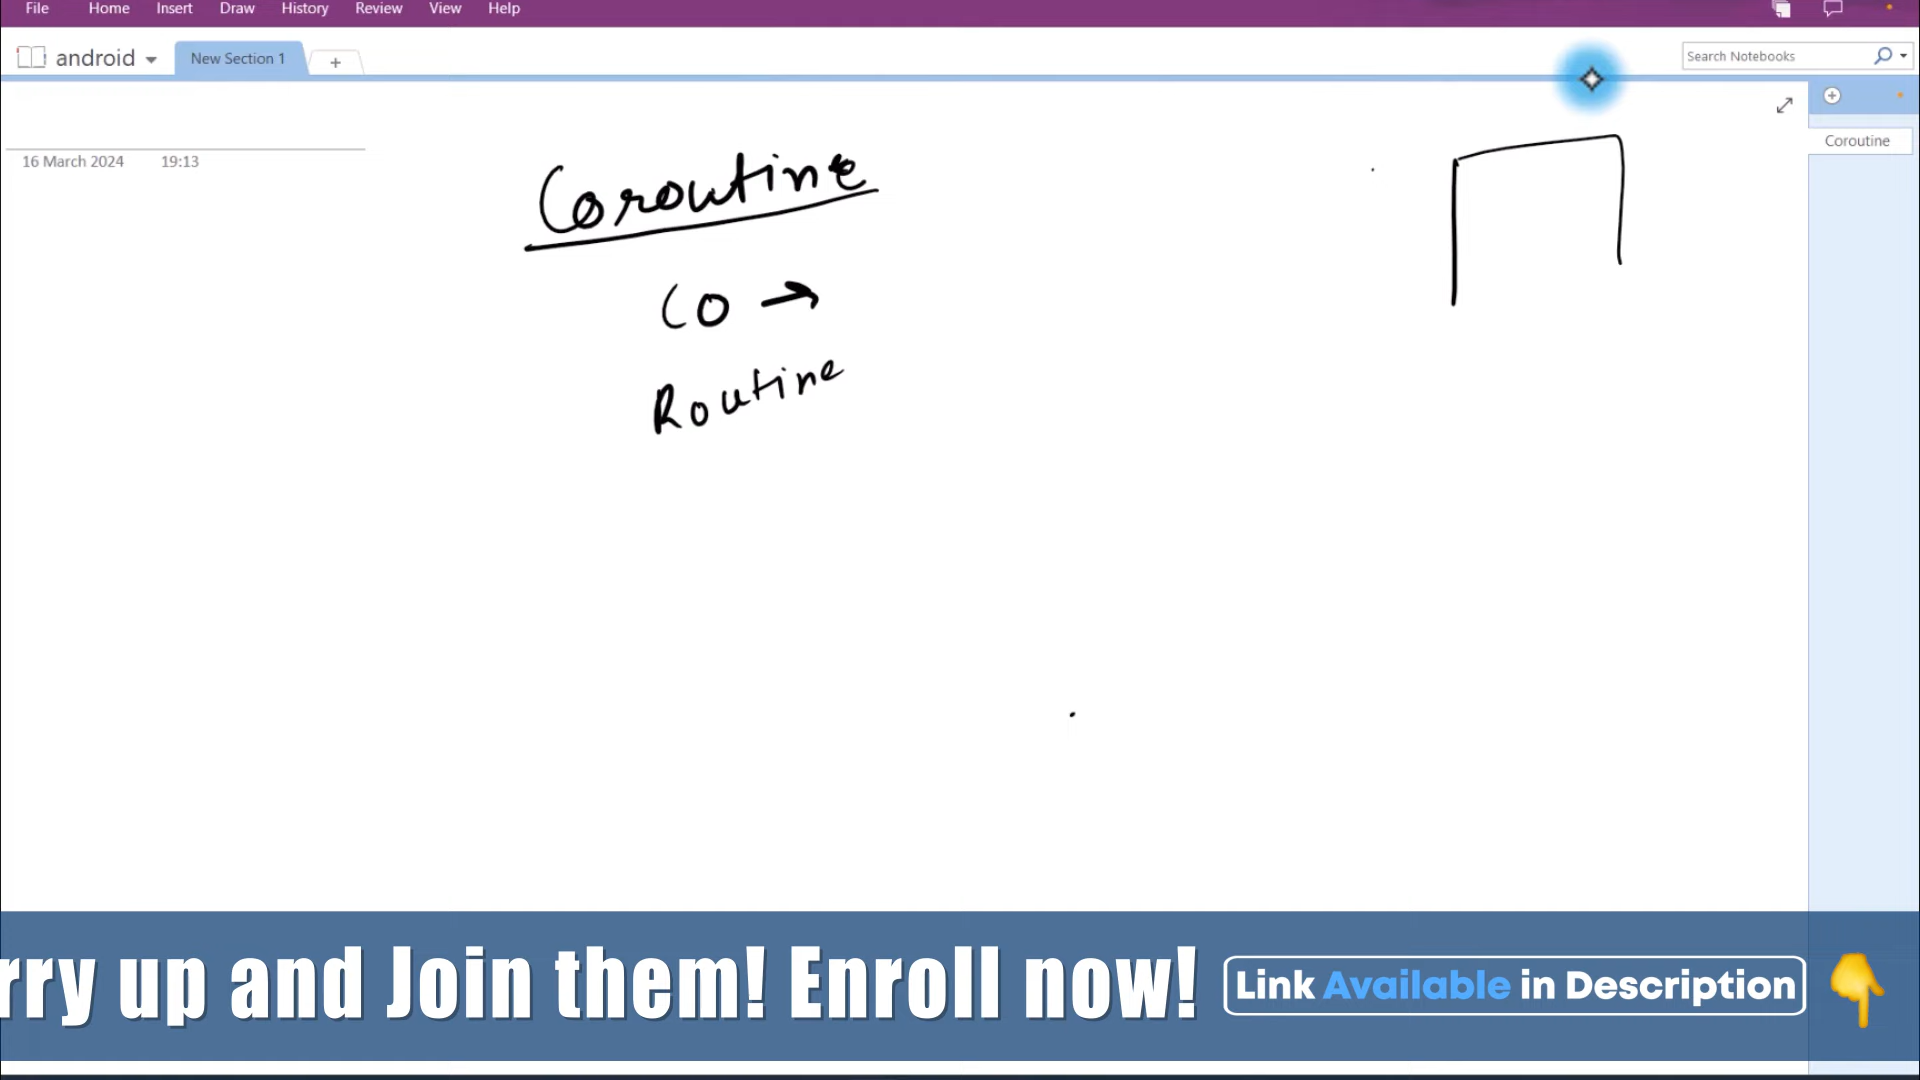 File Home Insert Draw History Review View Help
android New Section 1 +
Search Notebooks
Coroutine
16 March 2024 19:13
Coroutine
CO →
Routine
rry up and Join them! Enroll now!
Link Available in Description